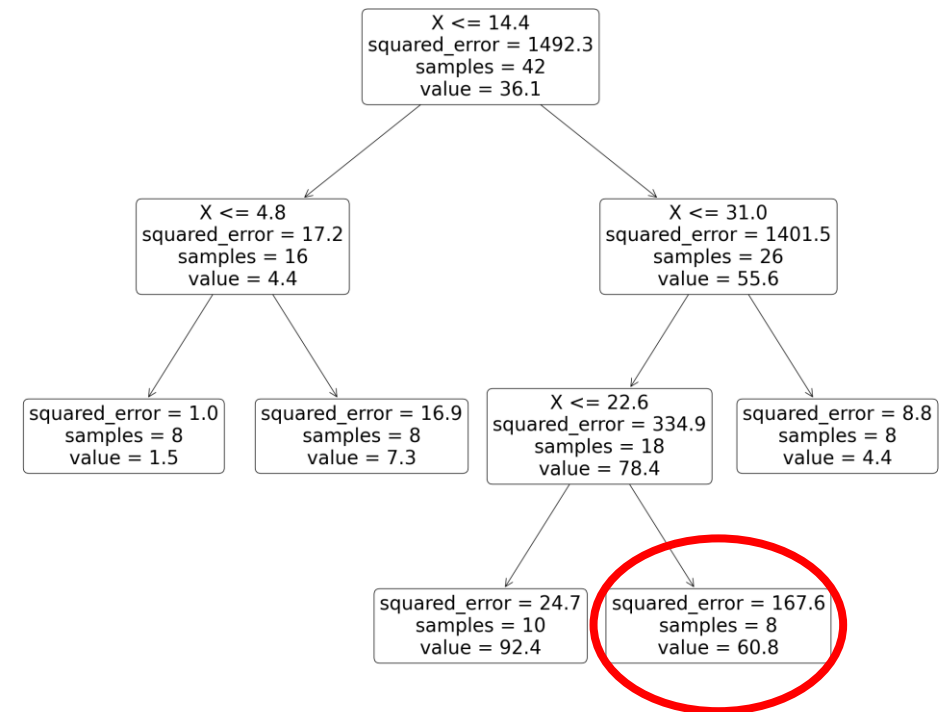 X <= 14.4
squared_error = 1492.3
samples = 42
value = 36.1
X <= 4.8
squared_error = 17.2
samples = 16
value = 4.4
X <= 31.0
squared_error = 1401.5
samples = 26
value = 55.6
squared_error = 1.0
samples = 8
value = 1.5
squared_error = 16.9
samples = 8
value = 7.3
X <= 22.6
squared_error = 334.9
samples = 18
value = 78.4
squared_error = 8.8
samples = 8
value = 4.4
squared_error = 24.7
samples = 10
value = 92.4
squared_error = 167.6
samples = 8
value = 60.8